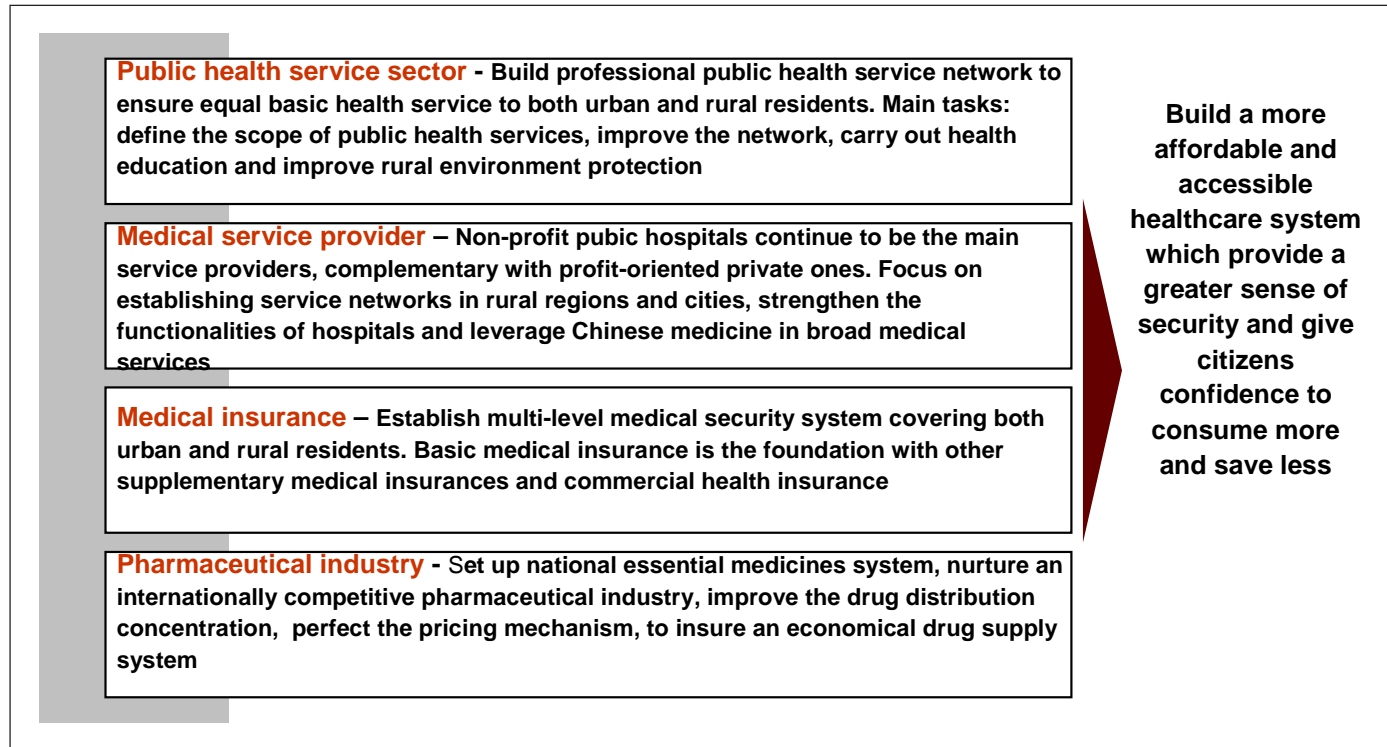 Public health service sector - Build professional public health service network to
ensure equal basic health service to both urban and rural residents. Main tasks:
define the scope of public health services, improve the network, carry out health
education and improve rural environment protection
Medical service provider – Non-profit pubic hospitals continue to be the main
service providers, complementary with profit-oriented private ones. Focus on
establishing service networks in rural regions and cities, strengthen the
functionalities of hospitals and leverage Chinese medicine in broad medical
services
Medical insurance – Establish multi-level medical security system covering both
urban and rural residents. Basic medical insurance is the foundation with other
supplementary medical insurances and commercial health insurance
Pharmaceutical industry - Set up national essential medicines system, nurture an
internationally competitive pharmaceutical industry, improve the drug distribution
concentration,  perfect the pricing mechanism, to insure an economical drug supply
system
Build a more
affordable and
accessible
healthcare system
which provide a
greater sense of
security and give
citizens
confidence to
consume more
and save less